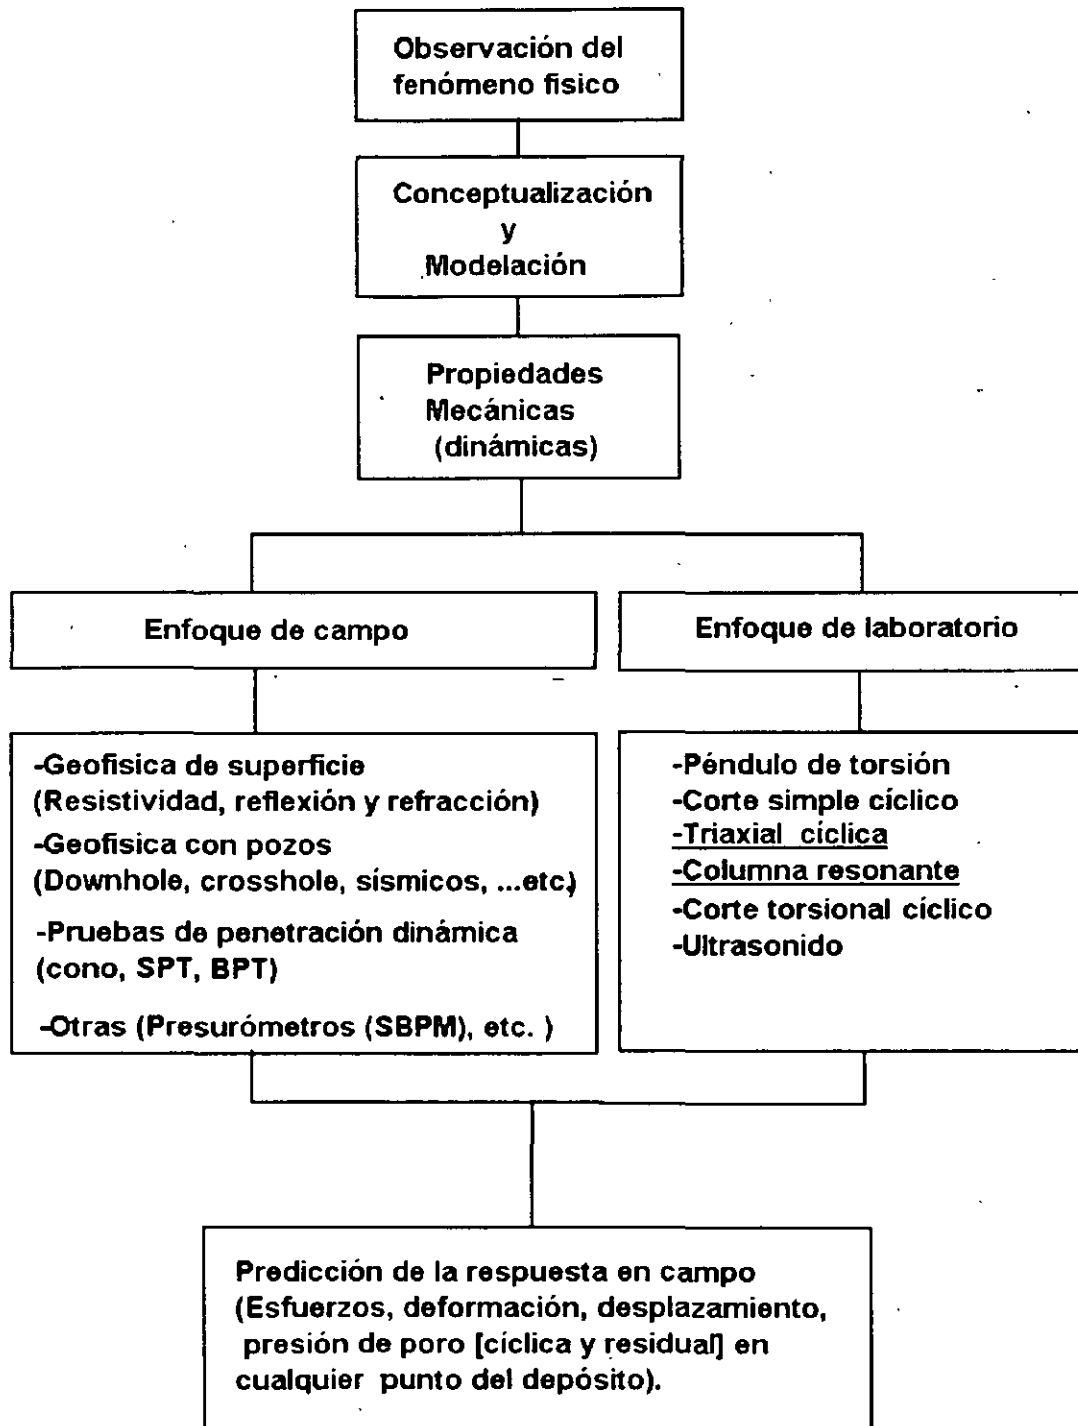 Observación del
fenómeno fisico
Conceptualización
y
Modelación
Propiedades
Mecánicas
(dinámicas)
Enfoque de campo
Enfoque de laboratorio
-Geofisica de superficie
(Resistividad, reflexión y refracción)
-Geofisica con pozos
(Downhole, crosshole, sísmicos, ...etc.)
-Pruebas de penetración dinámica
(cono, SPT, BPT)
-Otras (Presurómetros (SBPM), etc. )
-Péndulo de torsión
-Corte simple cíclico
-Triaxial cíclica
-Columna resonante
-Corte torsional cíclico
-Ultrasonido
Predicción de la respuesta en campo
(Esfuerzos, deformación, desplazamiento,
presión de poro [cíclica y residual] en
cualquier punto del depósito).